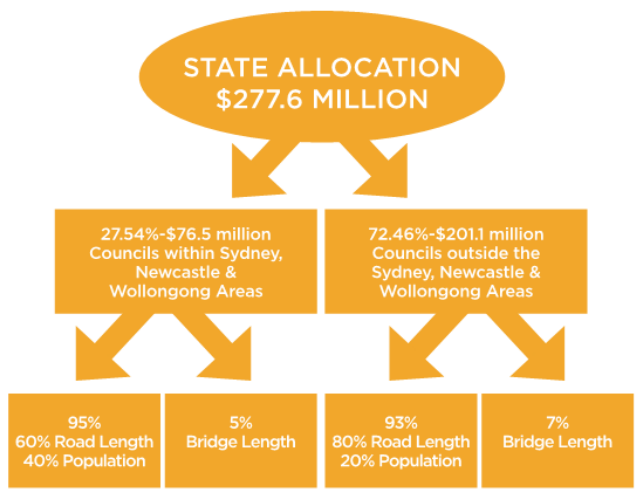 STATE ALLOCATION
$277.6 MILLION
27.54%-$76.5 million
Councils within Sydney,
Newcastle &
Wollongong Areas
72.46%-$201.1 million
Councils outside the
Sydney, Newcastle &
Wollongong Areas
95%
60% Road Length
40% Population
5%
Bridge Length
93%
80% Road Length
20% Population
7%
Bridge Length